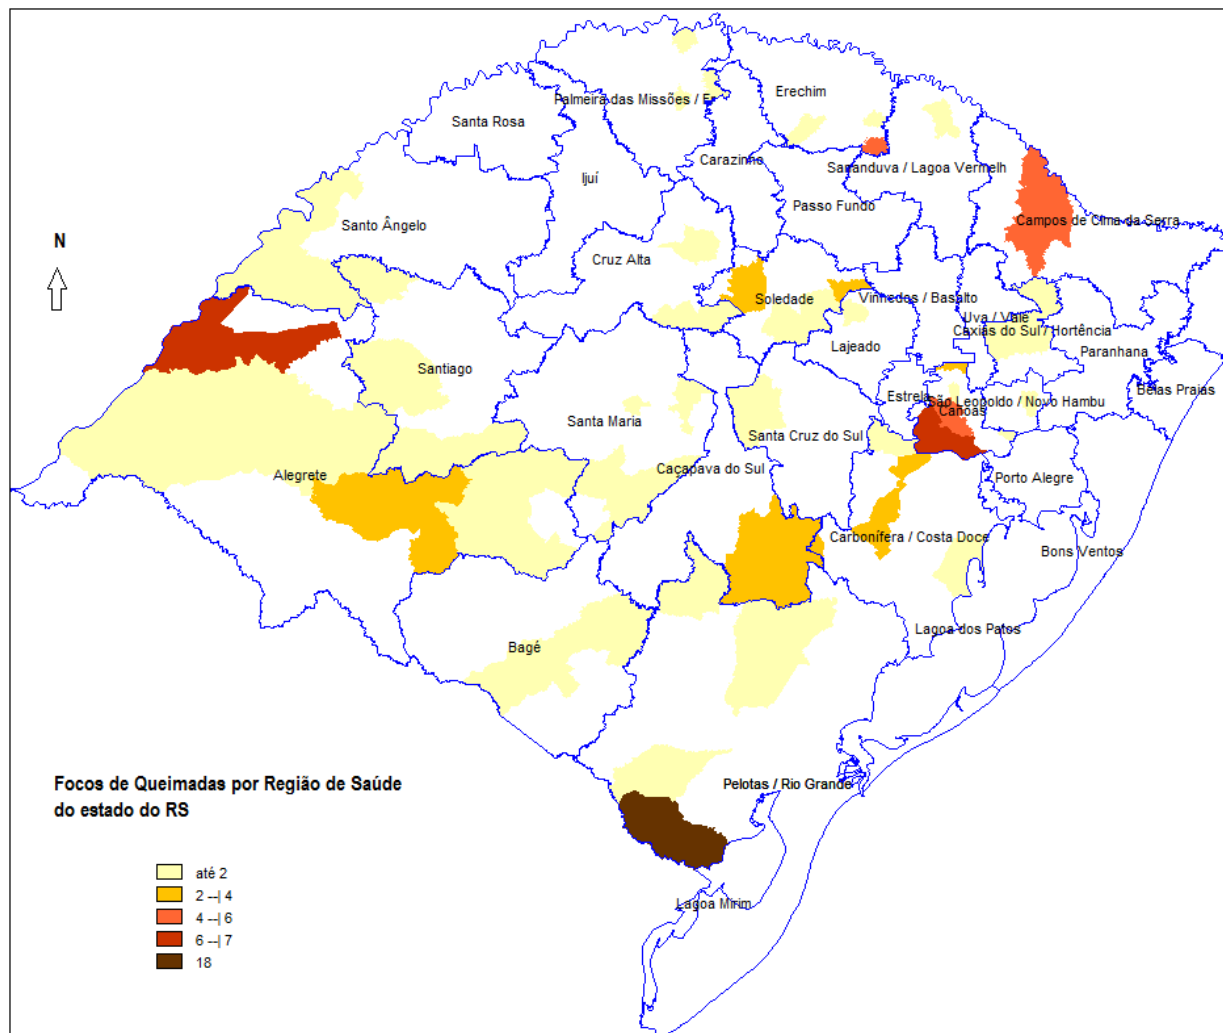 Erechim
Palmeira das Missões / Er
Santa Rosa
Carazinho
Sananduva / Lagoa Vermelh
Ijuí
Passo Fundo
Campos de Cima da Serra
Santo Ângelo
N
Cruz Alta
Soledade
Vinhedos / Basalto
Uva / Vale
Caxias do Sul / Hortência
Lajeado
Paranhana
Santiago
Belas Praias
Estrela
São Leopoldo / Novo Hambu
Canoas
Santa Maria
Santa Cruz do Sul
Caçapava do Sul
Alegrete
Porto Alegre
Carbonífera / Costa Doce
Bons Ventos
Lagoa dos Patos
Bagé
Focos de Queimadas por Região de Saúde
do estado do RS
Pelotas / Rio Grande
até 2
2 --| 4
4 --| 6
6 --| 7
18
Lagoa Mirim